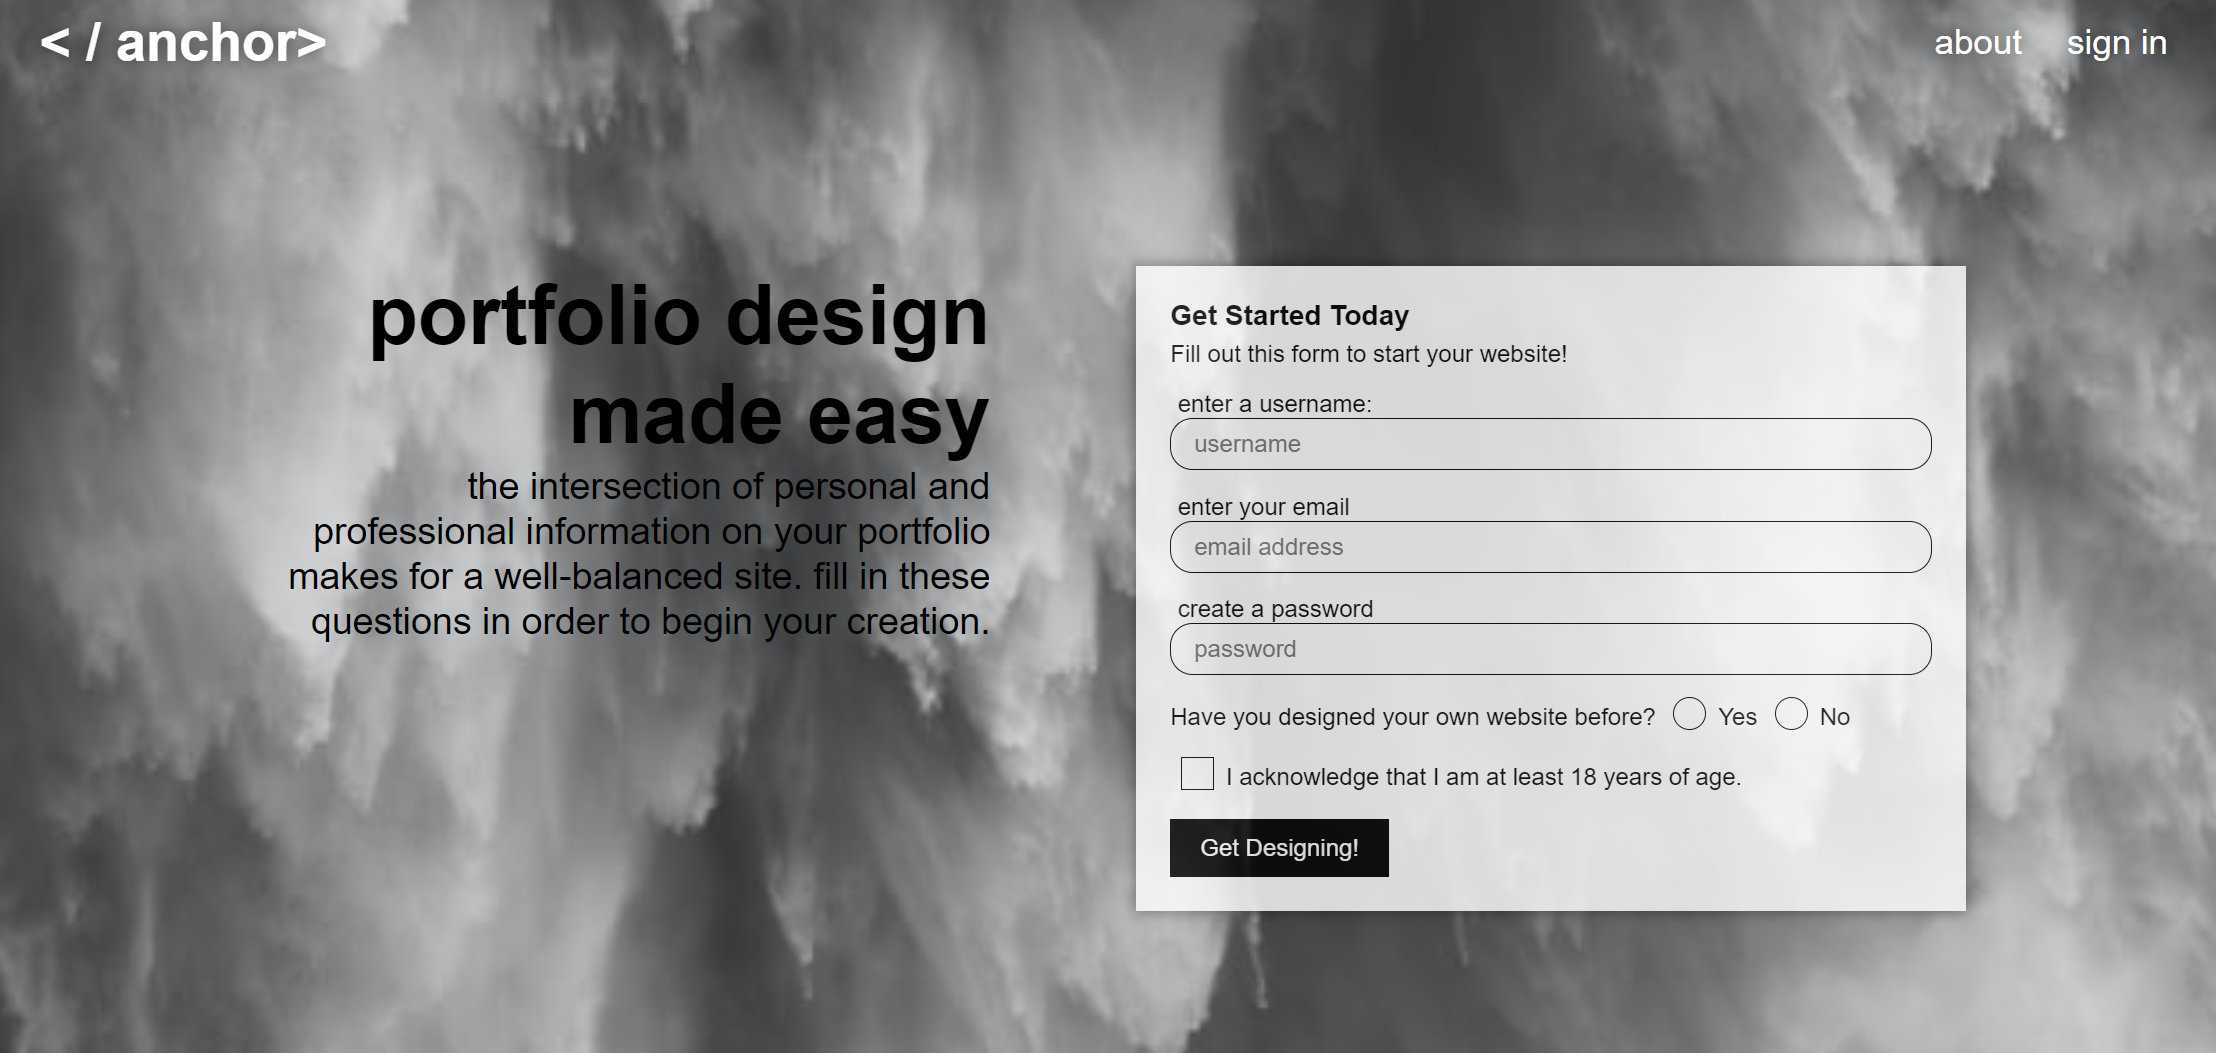 < / anchor>
about
sign in
portfolio design
made easy
the intersection of personal and
professional information on your portfolio
makes for a well-balanced site. fill in these
questions in order to begin your creation.
Get Started Today
Fill out this form to start your website!
enter a username:
username
enter your email
email address
create a password
password
Have you designed your own website before? Yes No
I acknowledge that I am at least 18 years of age.
Get Designing!